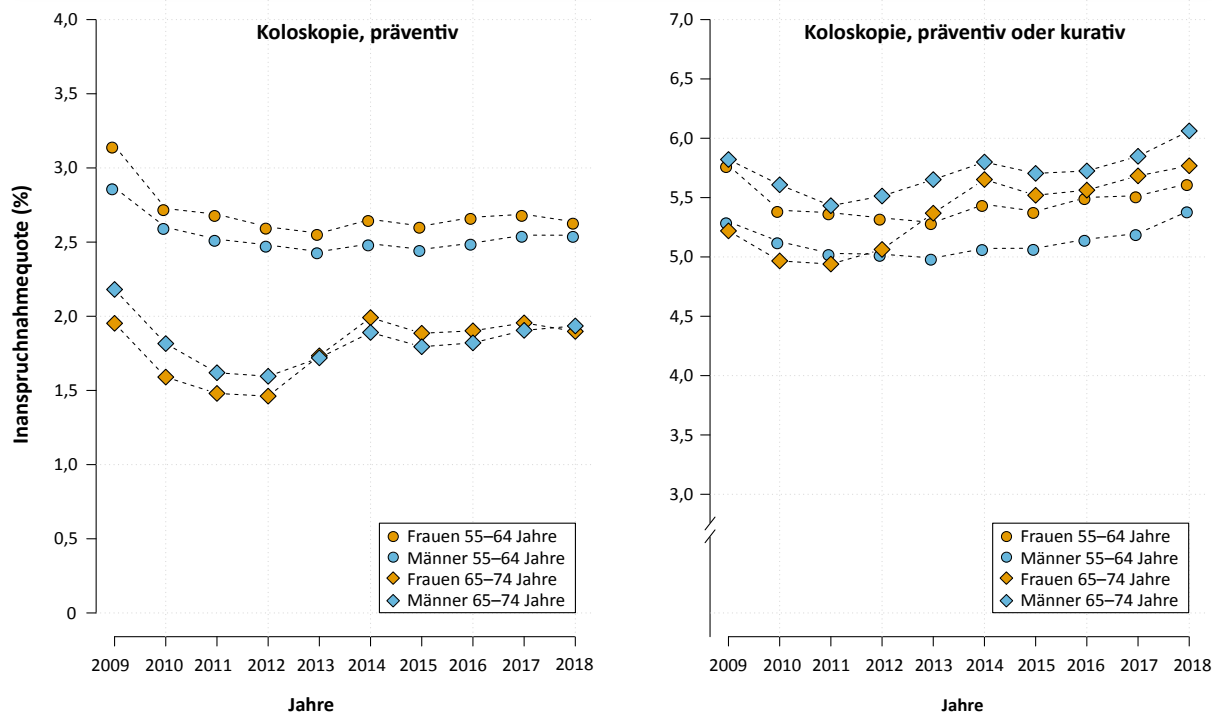 Koloskopie, präventiv
Inanspruchnahmequote (%)
4,0
3,5
3,0
2,5
2,0
1,5
1,0
0,5
0
Frauen 55–64 Jahre
Männer 55–64 Jahre
Frauen 65–74 Jahre
Männer 65–74 Jahre
2009 2010 2011 2012 2013 2014 2015 2016 2017 2018
Jahre
Koloskopie, präventiv oder kurativ
7,0
6,5
6,0
5,5
5,0
4,5
4,0
3,5
3,0
Frauen 55–64 Jahre
Männer 55–64 Jahre
Frauen 65–74 Jahre
Männer 65–74 Jahre
2009 2010 2011 2012 2013 2014 2015 2016 2017 2018
Jahre